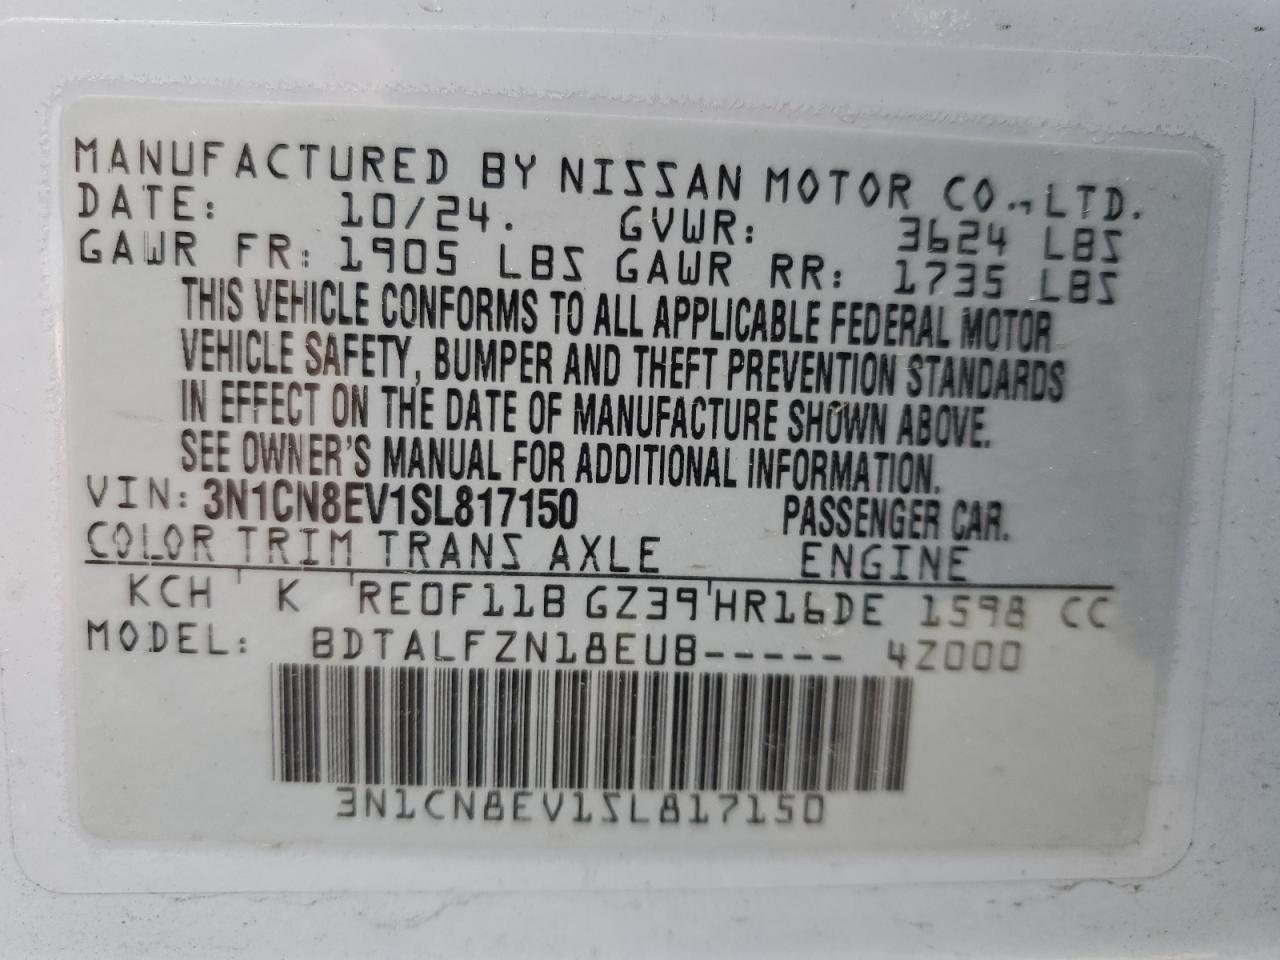 MANUFACTURED BY NISSAN MOTOR CO.,LTD.
DATE: 10/24. GVWR: 3624 LBS
GAWR FR: 1905 LBS GAWR RR: 1735 LBS
THIS VEHICLE CONFORMS TO ALL APPLICABLE FEDERAL MOTOR
VEHICLE SAFETY, BUMPER AND THEFT PREVENTION STANDARDS
IN EFFECT ON THE DATE OF MANUFACTURE SHOWN ABOVE.
SEE OWNER'S MANUAL FOR ADDITIONAL INFORMATION.
VIN: 3N1CN8EV1SL817150 PASSENGER CAR.
COLOR TRIM TRANS AXLE ENGINE
KCH K RE0F11B GZ39 HR16DE 1598 CC
MODEL: BDTALFZN18EUB----- 4Z000
3N1CN8EV1SL817150